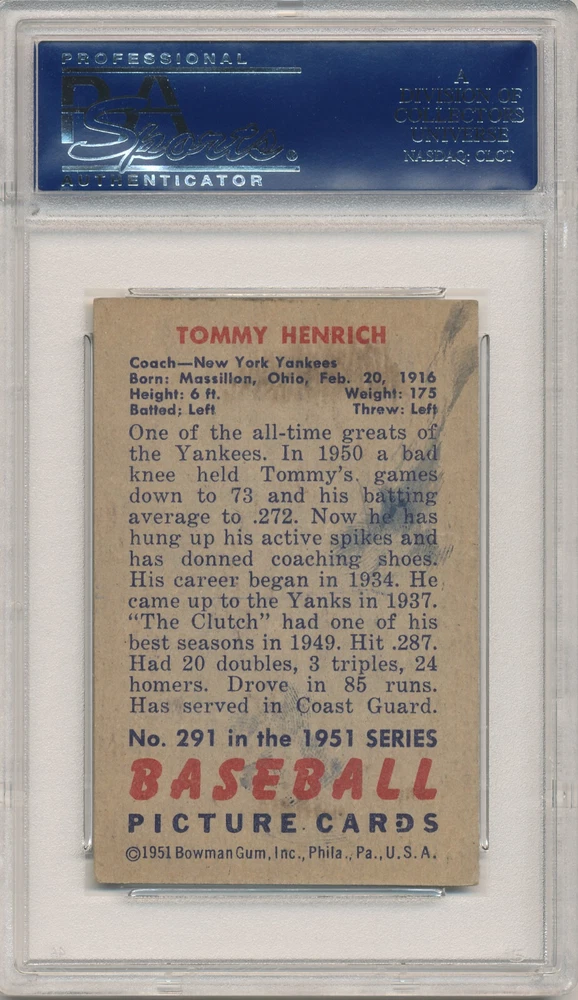 PROFESSIONAL
PSA
Sports
AUTHENTICATOR
A
DIVISION OF
COLLECTORS
UNIVERSE
NASDAQ: CLCT
TOMMY HENRICH
Coach—New York Yankees
Born: Massillon, Ohio, Feb. 20, 1916
Height: 6 ft. Weight: 175
Batted: Left Threw: Left
One of the all-time greats of
the Yankees. In 1950 a bad
knee held Tommy's games
down to 73 and his batting
average to .272. Now he has
hung up his active spikes and
has donned coaching shoes.
His career began in 1934. He
came up to the Yanks in 1937.
"The Clutch" had one of his
best seasons in 1949. Hit .287.
Had 20 doubles, 3 triples, 24
homers. Drove in 85 runs.
Has served in Coast Guard.
No. 291 in the 1951 SERIES
BASEBALL
PICTURE CARDS
©1951 Bowman Gum, Inc., Phila., Pa., U.S.A.